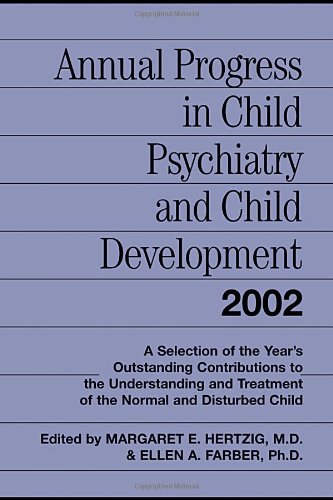 Annual Progress
in Child
Psychiatry
and Child
Development
2002
A Selection of the Year's
Outstanding Contributions to
the Understanding and Treatment
of the Normal and Disturbed Child
Edited by MARGARET E. HERTZIG, M.D.
& ELLEN A. FARBER, Ph.D.